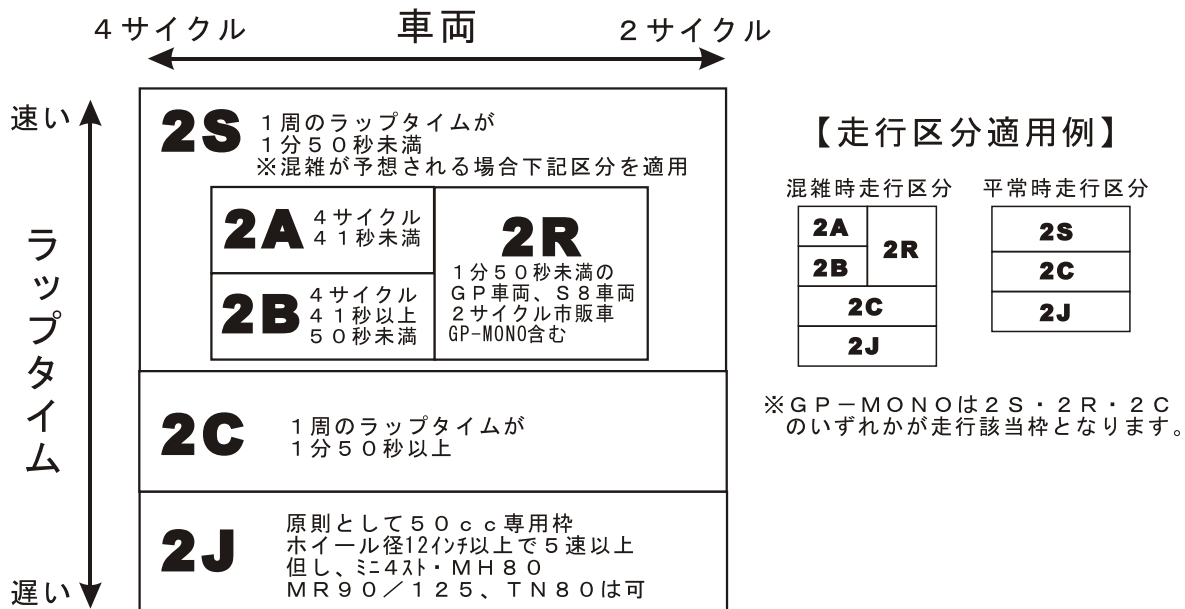 車両
4サイクル
2サイクル
速い
ラップタイム
遅い
2S
1周のラップタイムが
1分50秒未満
※混雑が予想される場合下記区分を適用
2A
4サイクル
41秒未満
2B
4サイクル
41秒以上
50秒未満
2R
1分50秒未満の
GP車両、S8車両
2サイクル市販車
GP-MONO含む
2C
1周のラップタイムが
1分50秒以上
2J
原則として50cc専用枠
ホイール径12インチ以上で5速以上
但し、ミニ4スト・MH80
MR90/125、TN80は可
【走行区分適用例】
混雑時走行区分
2A
2B
2R
2C
2J
平常時走行区分
2S
2C
2J
※GP-MONOは2S・2R・2C
のいずれかが走行該当枠となります。